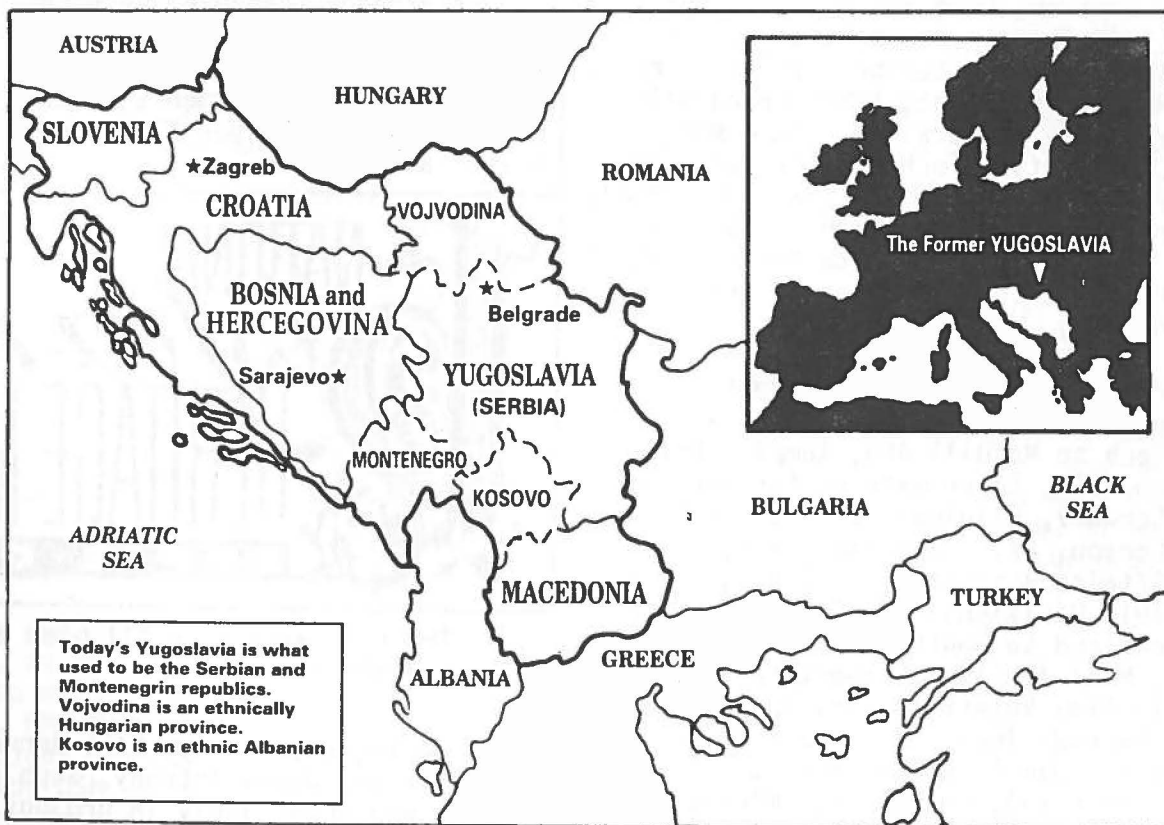 AUSTRIA
HUNGARY
SLOVENIA
★Zagreb
CROATIA
VOJVODINA
ROMANIA
The Former YUGOSLAVIA
BOSNIA and
HERCEGOVINA
★
Belgrade
Sarajevo★
YUGOSLAVIA
(SERBIA)
MONTENEGRO
KOSOVO
BULGARIA
BLACK
SEA
ADRIATIC
SEA
MACEDONIA
TURKEY
GREECE
ALBANIA
Today's Yugoslavia is what
used to be the Serbian and
Montenegrin republics.
Vojvodina is an ethnically
Hungarian province.
Kosovo is an ethnic Albanian
province.